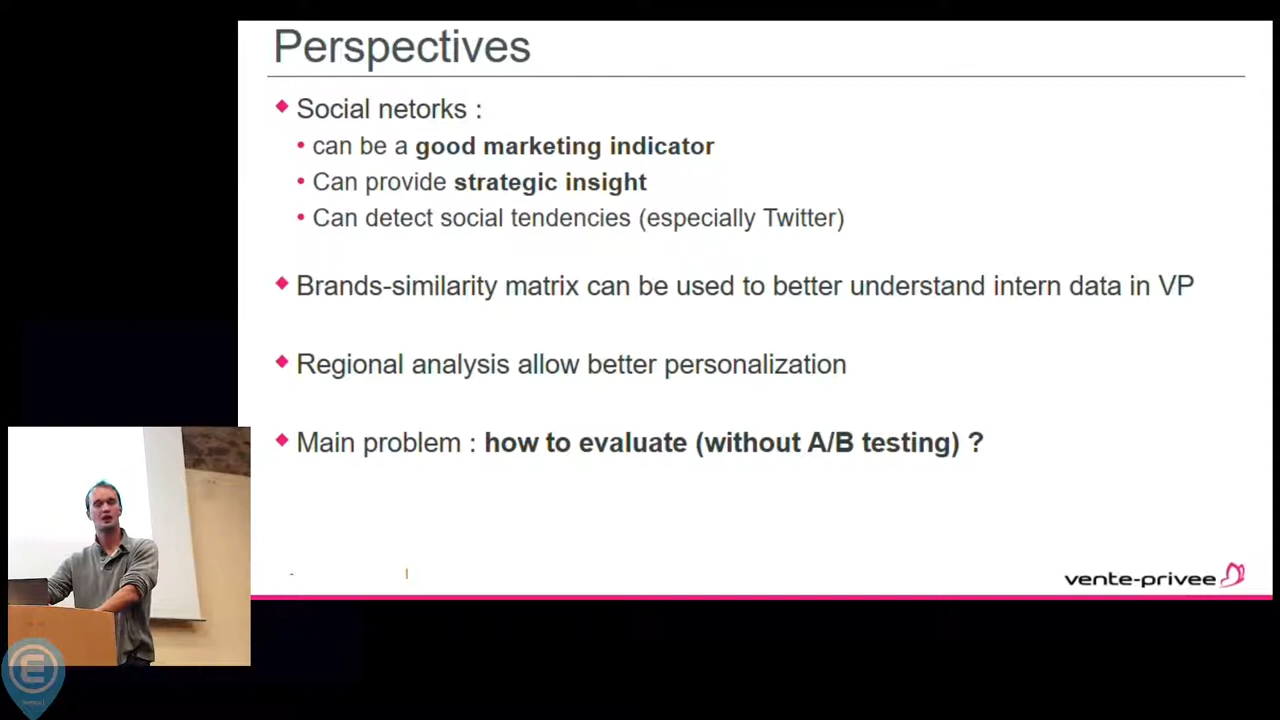 Perspectives
Social netorks :
can be a good marketing indicator
Can provide strategic insight
Can detect social tendencies (especially Twitter)
Brands-similarity matrix can be used to better understand intern data in VP
Regional analysis allow better personalization
Main problem : how to evaluate (without A/B testing) ?
vente-privee